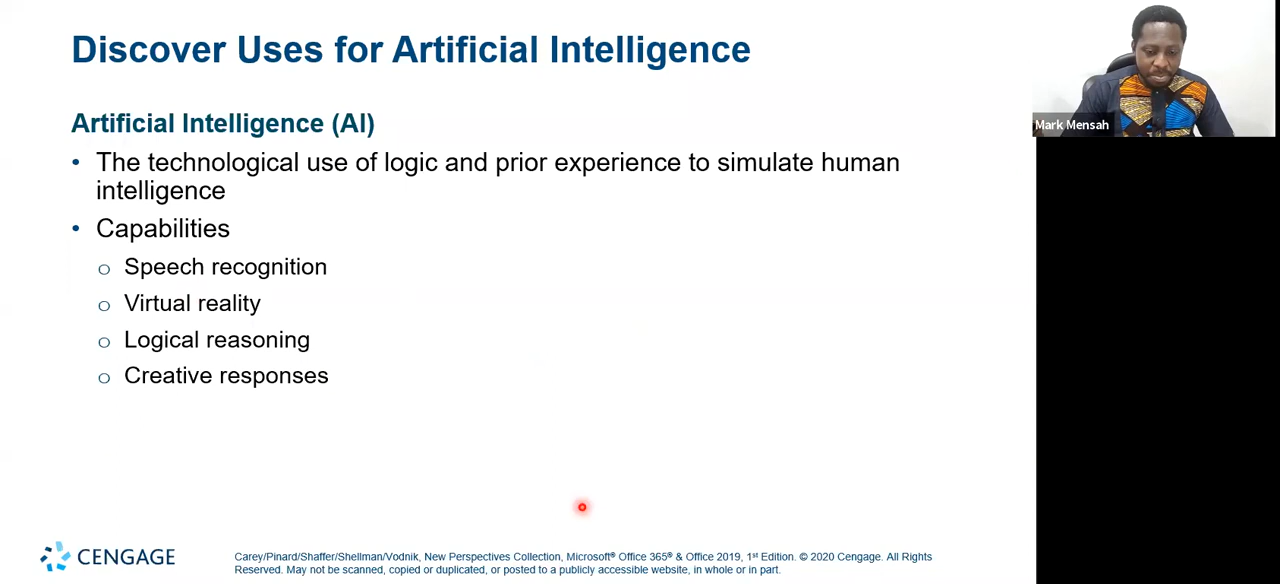 Discover Uses for Artificial Intelligence
Artificial Intelligence (AI)
• The technological use of logic and prior experience to simulate human
intelligence
• Capabilities
o Speech recognition
o Virtual reality
o Logical reasoning
o Creative responses
Mark Mensah
CENGAGE
Carey/Pinard/Shaffer/Shellman/Vodnik, New Perspectives Collection, Microsoft® Office 365® & Office 2019, 1st Edition. © 2020 Cengage. All Rights
Reserved. May not be scanned, copied or duplicated, or posted to a publicly accessible website, in whole or in part.